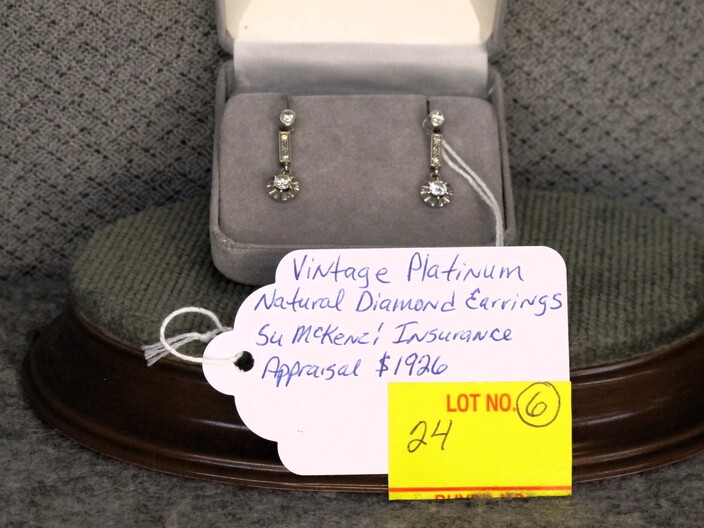 Vintage Platinum
Natural Diamond Earrings
Su McKenzi Insurance
Appraisal $1926
LOT NO. 6
24